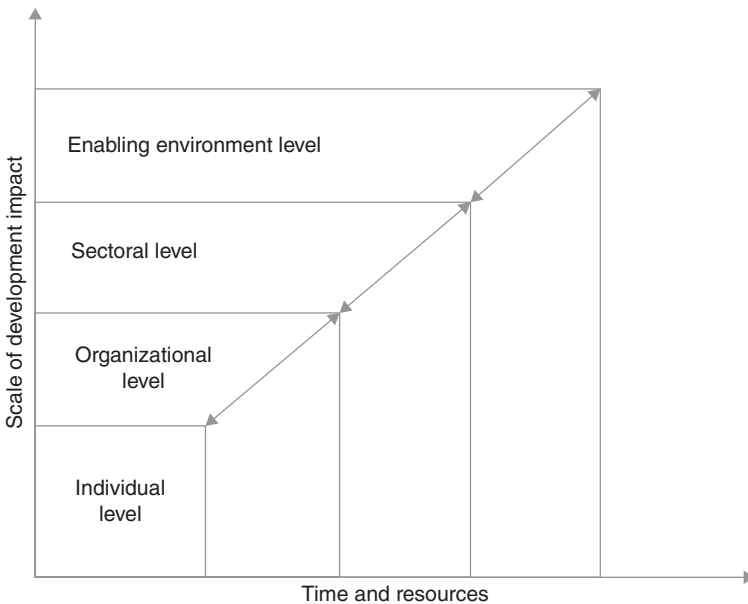 Scale of development impact
Enabling environment level
Sectoral level
Organizational
level
Individual
level
Time and resources